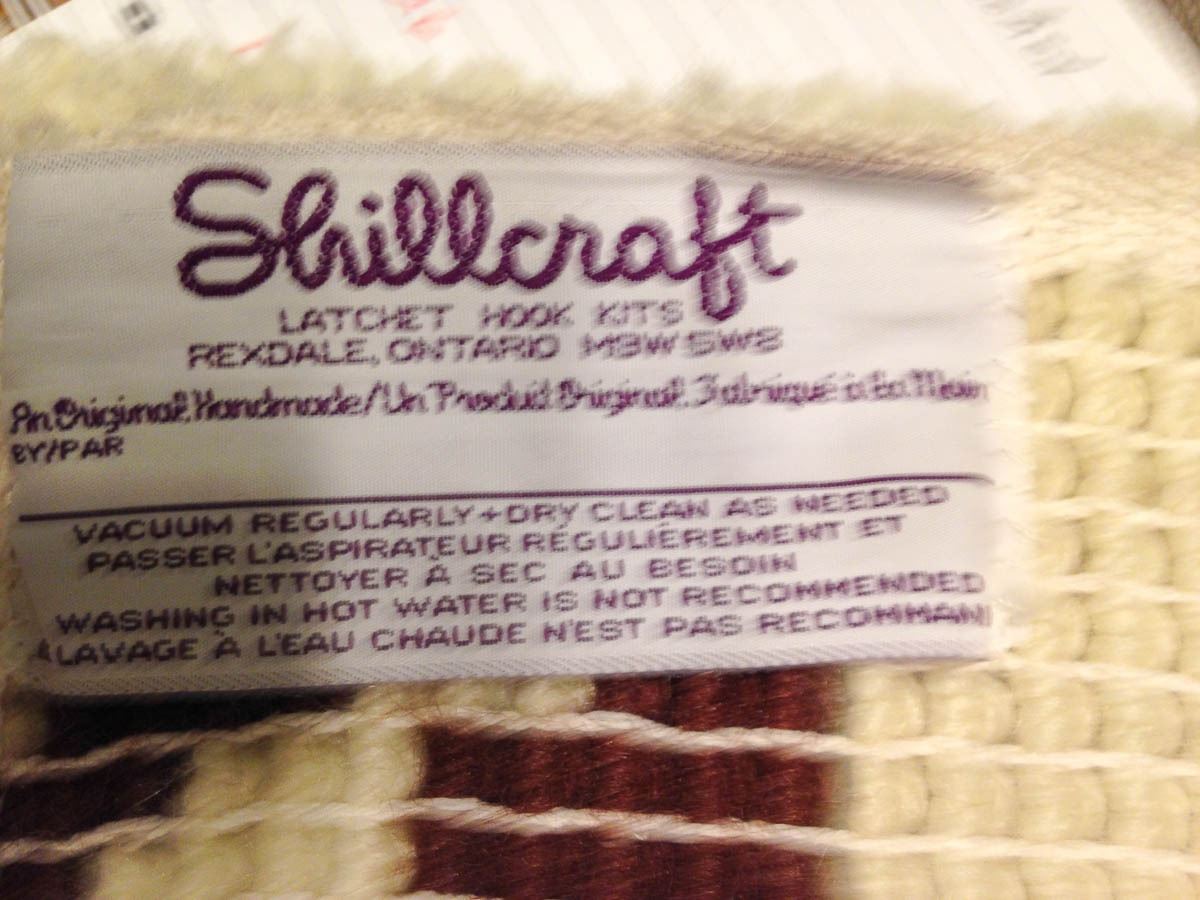 Shillcraft
LATCHET HOOK KITS
REXDALE, ONTARIO M9W 5W8
An Original Handmade/Un Produit Original Fabriqué à La Main
BY/PAR
VACUUM REGULARLY+DRY CLEAN AS NEEDED
PASSER L'ASPIRATEUR RÉGULIÈREMENT ET
NETTOYER À SEC AU BESOIN
WASHING IN HOT WATER IS NOT RECOMMENDED
LAVAGE À L'EAU CHAUDE N'EST PAS RECOMMAN